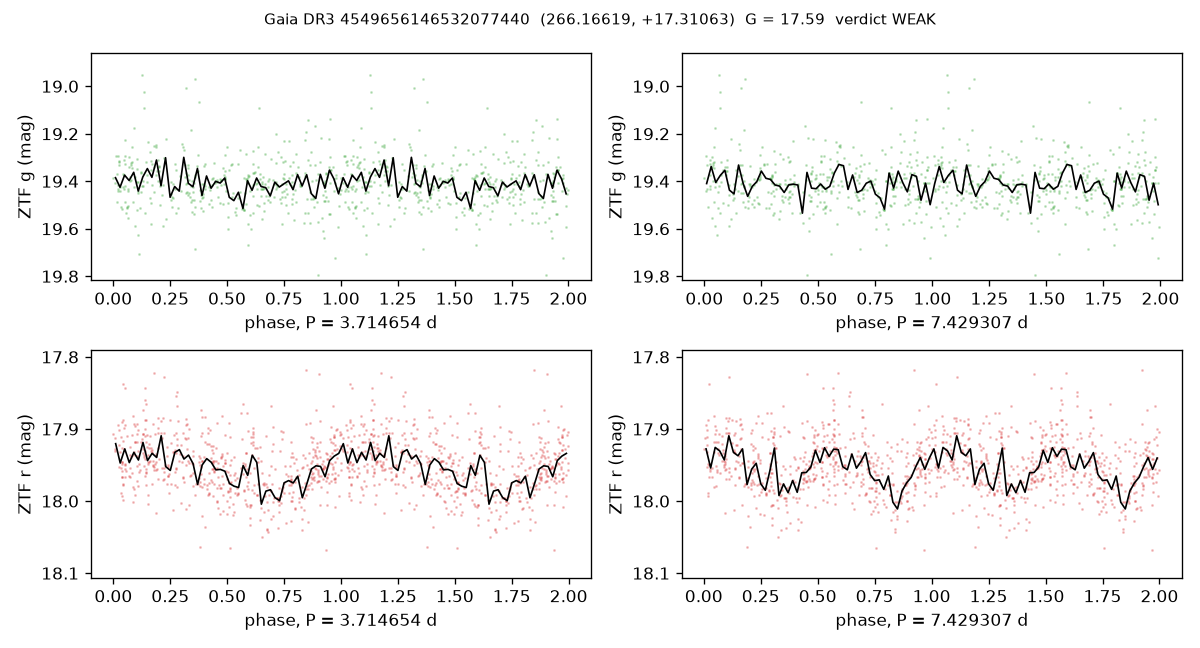 Gaia DR3 4549656146532077440 (266.16619, +17.31063) G = 17.59 verdict WEAK
ZTF g (mag)
19.0
19.2
19.4
19.6
19.8
0.00 0.25 0.50 0.75 1.00 1.25 1.50 1.75 2.00
phase, P = 3.714654 d
ZTF g (mag)
19.0
19.2
19.4
19.6
19.8
0.00 0.25 0.50 0.75 1.00 1.25 1.50 1.75 2.00
phase, P = 7.429307 d
ZTF r (mag)
17.8
17.9
18.0
18.1
0.00 0.25 0.50 0.75 1.00 1.25 1.50 1.75 2.00
phase, P = 3.714654 d
ZTF r (mag)
17.8
17.9
18.0
18.1
0.00 0.25 0.50 0.75 1.00 1.25 1.50 1.75 2.00
phase, P = 7.429307 d